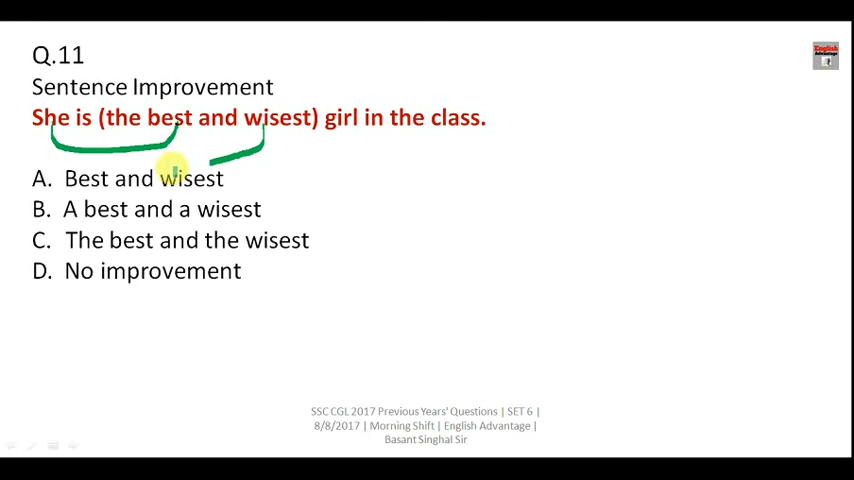 Q.11
English
Advantage
Sentence Improvement
She is (the best and wisest) girl in the class.
A. Best and wisest
B. A best and a wisest
C. The best and the wisest
D. No improvement
SSC CGL 2017 Previous Years' Questions | SET 6 |
8/8/2017 | Morning Shift | English Advantage |
Basant Singhal Sir